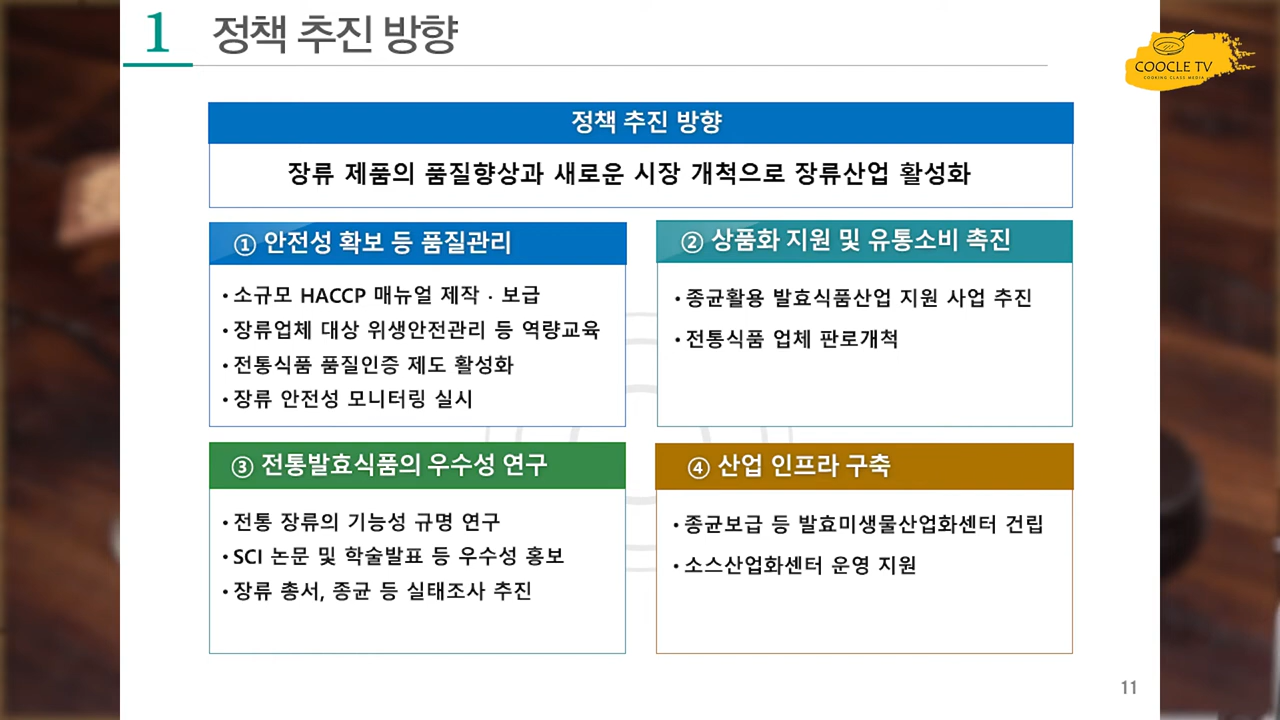 1 정책 추진 방향
COOCLE TV
COOKING CLASS MEDIA
정책 추진 방향
장류 제품의 품질향상과 새로운 시장 개척으로 장류산업 활성화
① 안전성 확보 등 품질관리
• 소규모 HACCP 매뉴얼 제작 · 보급
• 장류업체 대상 위생안전관리 등 역량교육
• 전통식품 품질인증 제도 활성화
• 장류 안전성 모니터링 실시
② 상품화 지원 및 유통소비 촉진
• 종균활용 발효식품산업 지원 사업 추진
• 전통식품 업체 판로개척
③ 전통발효식품의 우수성 연구
• 전통 장류의 기능성 규명 연구
• SCI 논문 및 학술발표 등 우수성 홍보
• 장류 총서, 종균 등 실태조사 추진
④ 산업 인프라 구축
• 종균보급 등 발효미생물산업화센터 건립
• 소스산업화센터 운영 지원
11